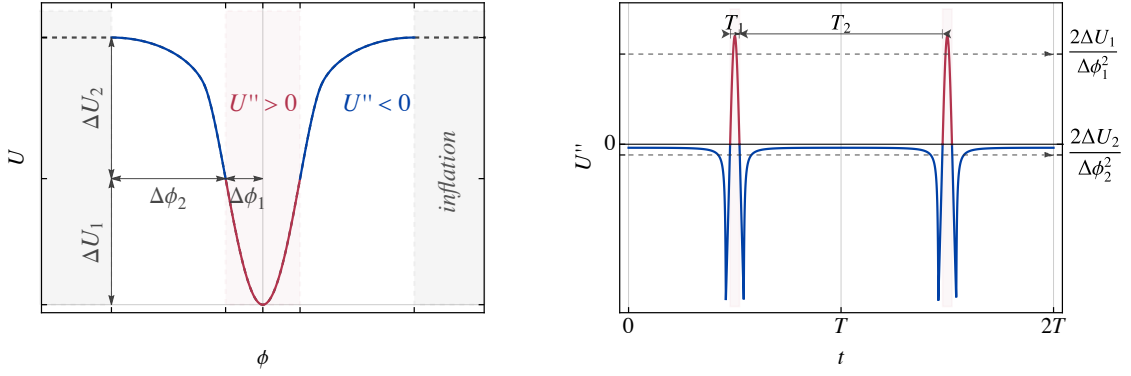 ΔU₂
ΔU₁
U
U'' > 0
U'' < 0
Δϕ₂
Δϕ₁
inflation
ϕ
T₁
T₂
2ΔU₁
Δϕ₁²
0
U''
2ΔU₂
Δϕ₂²
0
T
2T
t